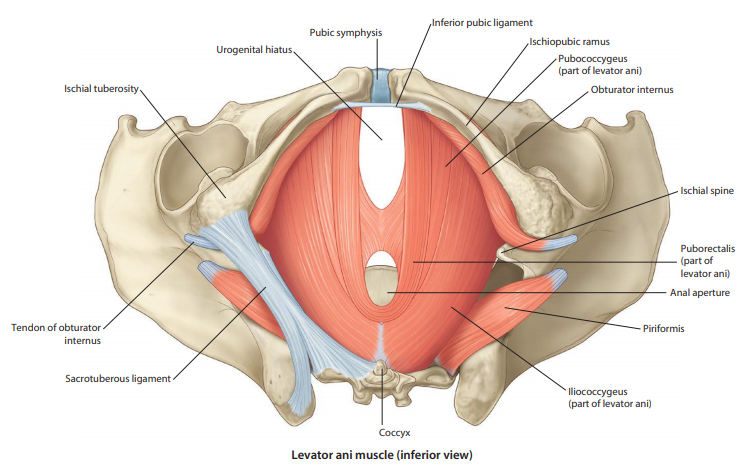 Inferior pubic ligament
Pubic symphysis
Ischiopubic ramus
Urogenital hiatus
Pubococcygeus
(part of levator ani)
Ischial tuberosity
Obturator internus
Ischial spine
Puborectalis
(part of
levator ani)
Anal aperture
Tendon of obturator
internus
Piriformis
Sacrotuberous ligament
Iliococcygeus
(part of levator ani)
Coccyx
Levator ani muscle (inferior view)